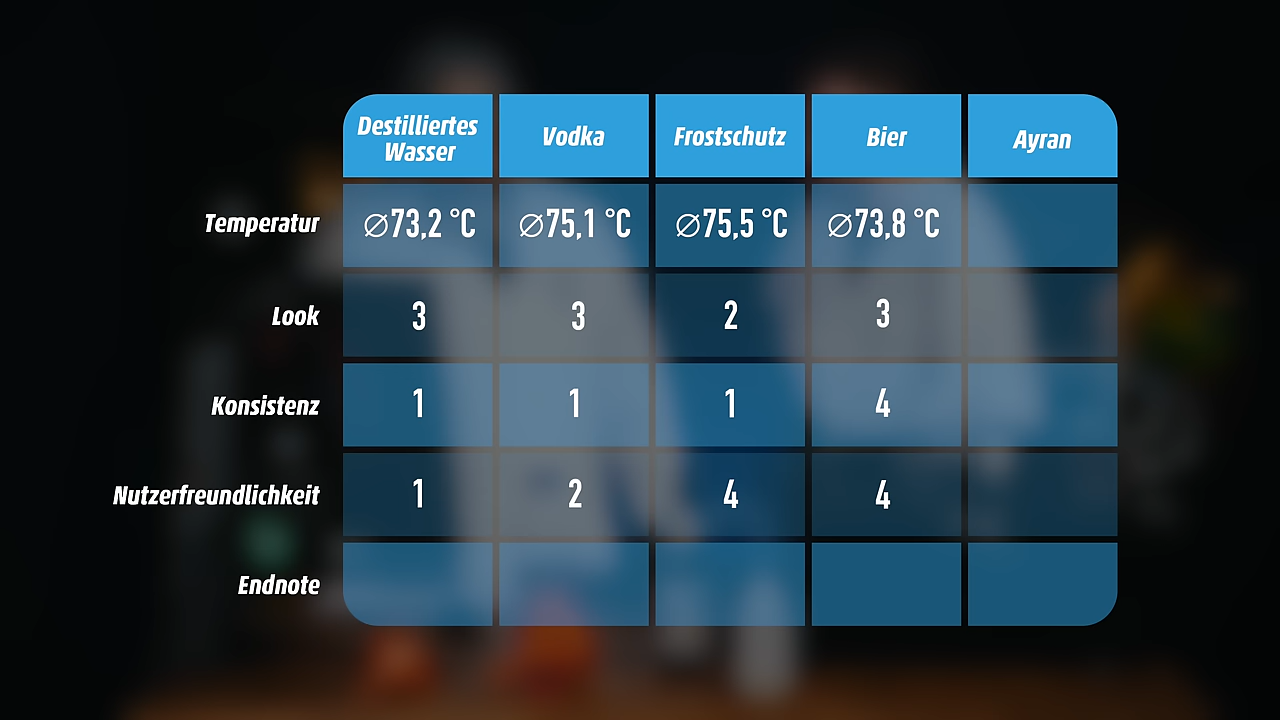 Destilliertes
Wasser
Vodka
Frostschutz
Bier
Ayran
Temperatur
∅73,2 °C
∅75,1 °C
∅75,5 °C
∅73,8 °C
Look
3
3
2
3
Konsistenz
1
1
1
4
Nutzerfreundlichkeit
1
2
4
4
Endnote